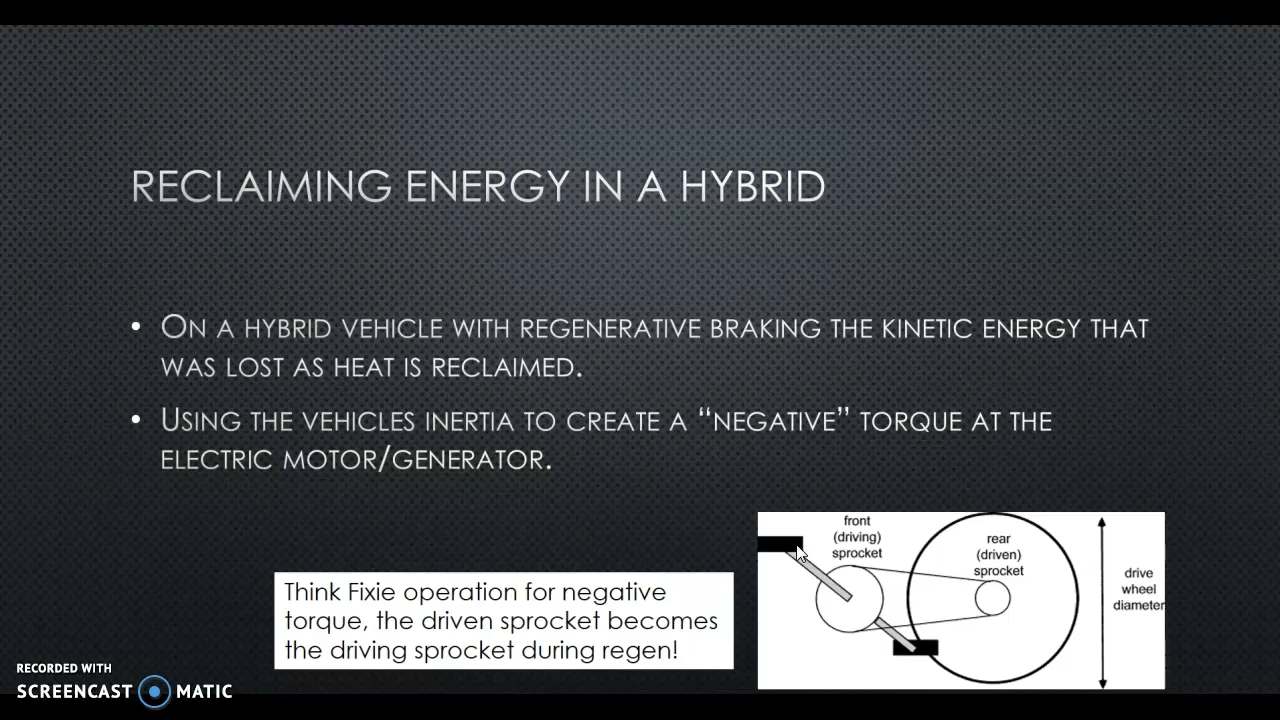 RECLAIMING ENERGY IN A HYBRID
• ON A HYBRID VEHICLE WITH REGENERATIVE BRAKING THE KINETIC ENERGY THAT
WAS LOST AS HEAT IS RECLAIMED.
• USING THE VEHICLES INERTIA TO CREATE A “NEGATIVE” TORQUE AT THE
ELECTRIC MOTOR/GENERATOR.
Think Fixie operation for negative
torque, the driven sprocket becomes
the driving sprocket during regen!
front
(driving)
sprocket
rear
(driven)
sprocket
drive
wheel
diameter
RECORDED WITH
SCREENCAST MATIC